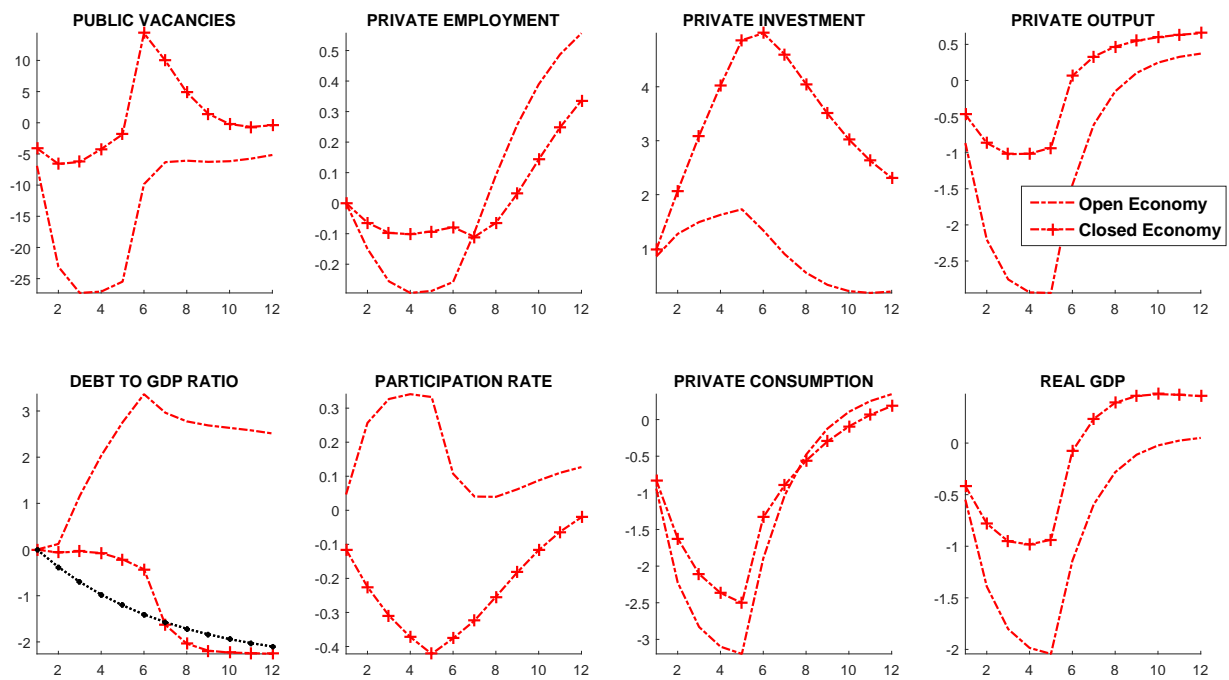 PUBLIC VACANCIES
10
5
0
-5
-10
-15
-20
-25
2 4 6 8 10 12
PRIVATE EMPLOYMENT
0.5
0.4
0.3
0.2
0.1
0
-0.1
-0.2
2 4 6 8 10 12
PRIVATE INVESTMENT
4
3
2
1
2 4 6 8 10 12
PRIVATE OUTPUT
0.5
0
-0.5
-1
-1.5
-2
-2.5
2 4 6 8 10 12
Open Economy
Closed Economy
DEBT TO GDP RATIO
3
2
1
0
-1
-2
2 4 6 8 10 12
PARTICIPATION RATE
0.3
0.2
0.1
0
-0.1
-0.2
-0.3
-0.4
2 4 6 8 10 12
PRIVATE CONSUMPTION
0
-0.5
-1
-1.5
-2
-2.5
-3
2 4 6 8 10 12
REAL GDP
0
-0.5
-1
-1.5
-2
2 4 6 8 10 12